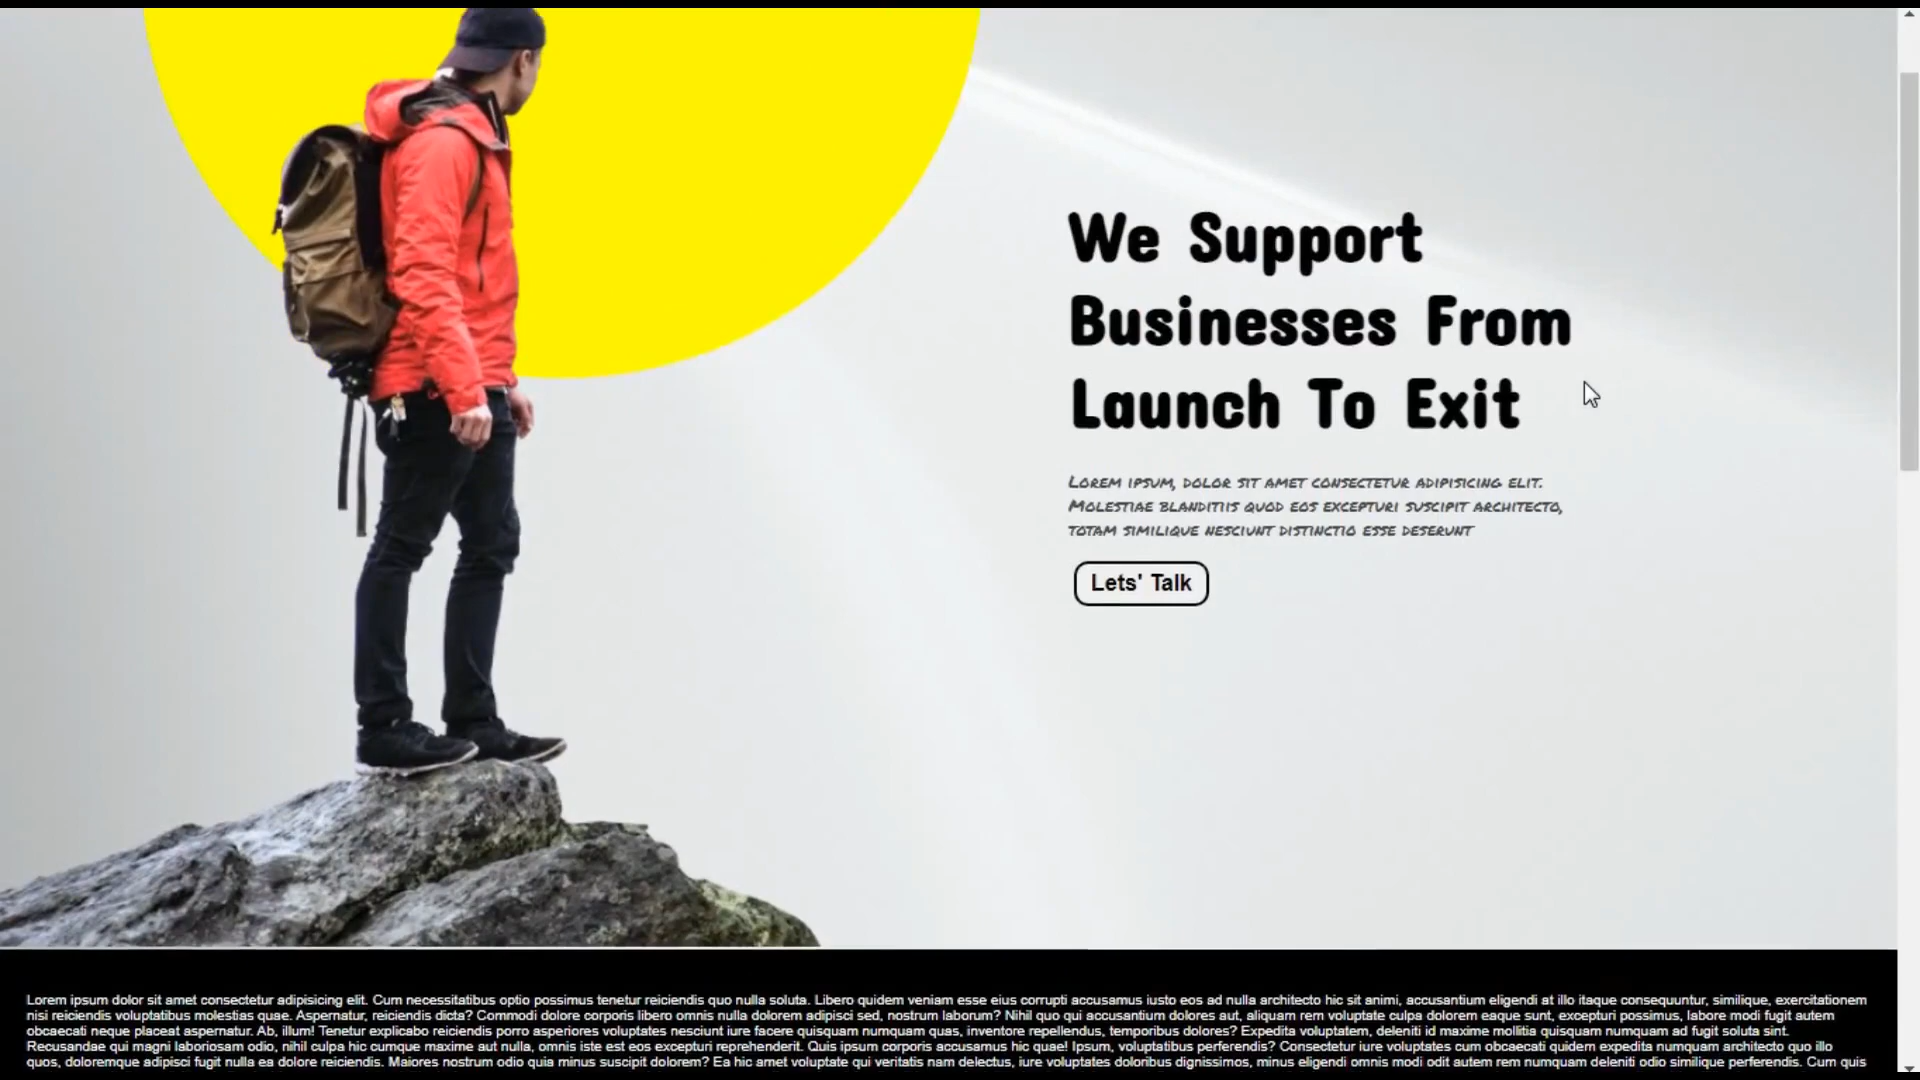 We Support
Businesses From
Launch To Exit
Lorem ipsum, dolor sit amet consectetur adipisicing elit.
Molestiae blanditiis quod eos excepturi suscipit architecto,
totam similique nesciunt distinctio esse deserunt
Lets' Talk
Lorem ipsum dolor sit amet consectetur adipisicing elit. Cum necessitatibus optio possimus tenetur reiciendis quo nulla soluta. Libero quidem veniam esse eius corrupti accusamus iusto eos ad nulla architecto hic sit animi, accusantium eligendi at illo itaque consequuntur, similique, exercitationem
nisi reiciendis voluptatibus molestias quae. Aspernatur, reiciendis dicta? Commodi dolore corporis libero omnis nulla dolorem adipisci sed, nostrum laborum? Nihil quo qui accusantium dolores aut, aliquam rem voluptate culpa dolorem eaque sunt, excepturi possimus, labore modi fugit autem
obcaecati neque placeat aspernatur. Ab, illum! Tenetur explicabo reiciendis porro asperiores voluptates nesciunt iure facere quisquam numquam quas, inventore repellendus, temporibus dolores? Expedita voluptatem, deleniti id maxime mollitia quisquam numquam ad fugit soluta sint.
Recusandae qui magni laboriosam odio, nihil culpa hic cumque maxime aut nulla, omnis iste est eos excepturi reprehenderit. Quis ipsum corporis accusamus hic quae! Ipsum, voluptatibus perferendis? Consectetur iure voluptates cum obcaecati quidem expedita numquam architecto quo illo
quos, doloremque adipisci fugit nulla ea dolore reiciendis. Maiores nostrum odio quia minus suscipit dolorem? Ea hic amet voluptate qui veritatis nam delectus, iure voluptates doloribus dignissimos, minus eligendi omnis modi odit autem rem numquam deleniti odio similique perferendis. Cum quis